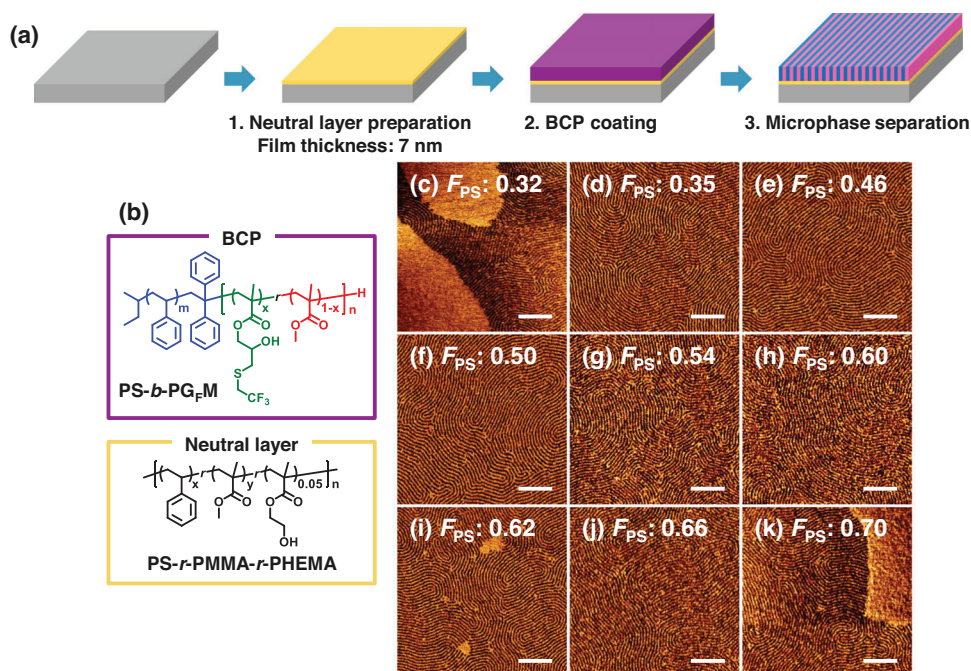 (a)
1. Neutral layer preparation
Film thickness: 7 nm
2. BCP coating
3. Microphase separation
(b)
BCP
m
x
r
1-x
n
H
O
O
O
O
OH
S
CF3
PS-b-PGFM
Neutral layer
x
r
y
r
0.05
n
O
O
O
O
OH
PS-r-PMMA-r-PHEMA
(c) FPS: 0.32
(d) FPS: 0.35
(e) FPS: 0.46
(f) FPS: 0.50
(g) FPS: 0.54
(h) FPS: 0.60
(i) FPS: 0.62
(j) FPS: 0.66
(k) FPS: 0.70